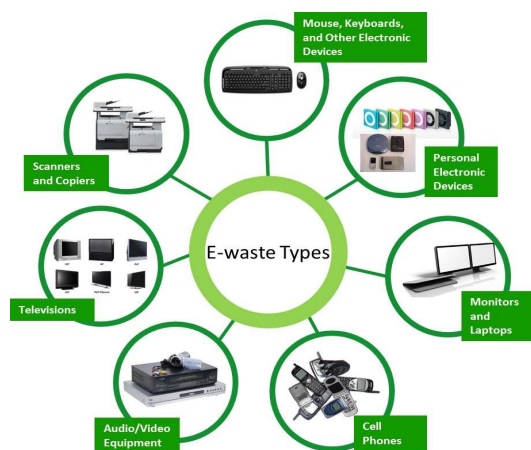 Mouse, Keyboards,
and Other Electronic
Devices
Scanners
and Copiers
Personal
Electronic
Devices
E-waste Types
Televisions
Monitors
and
Laptops
Audio/Video
Equipment
Cell
Phones